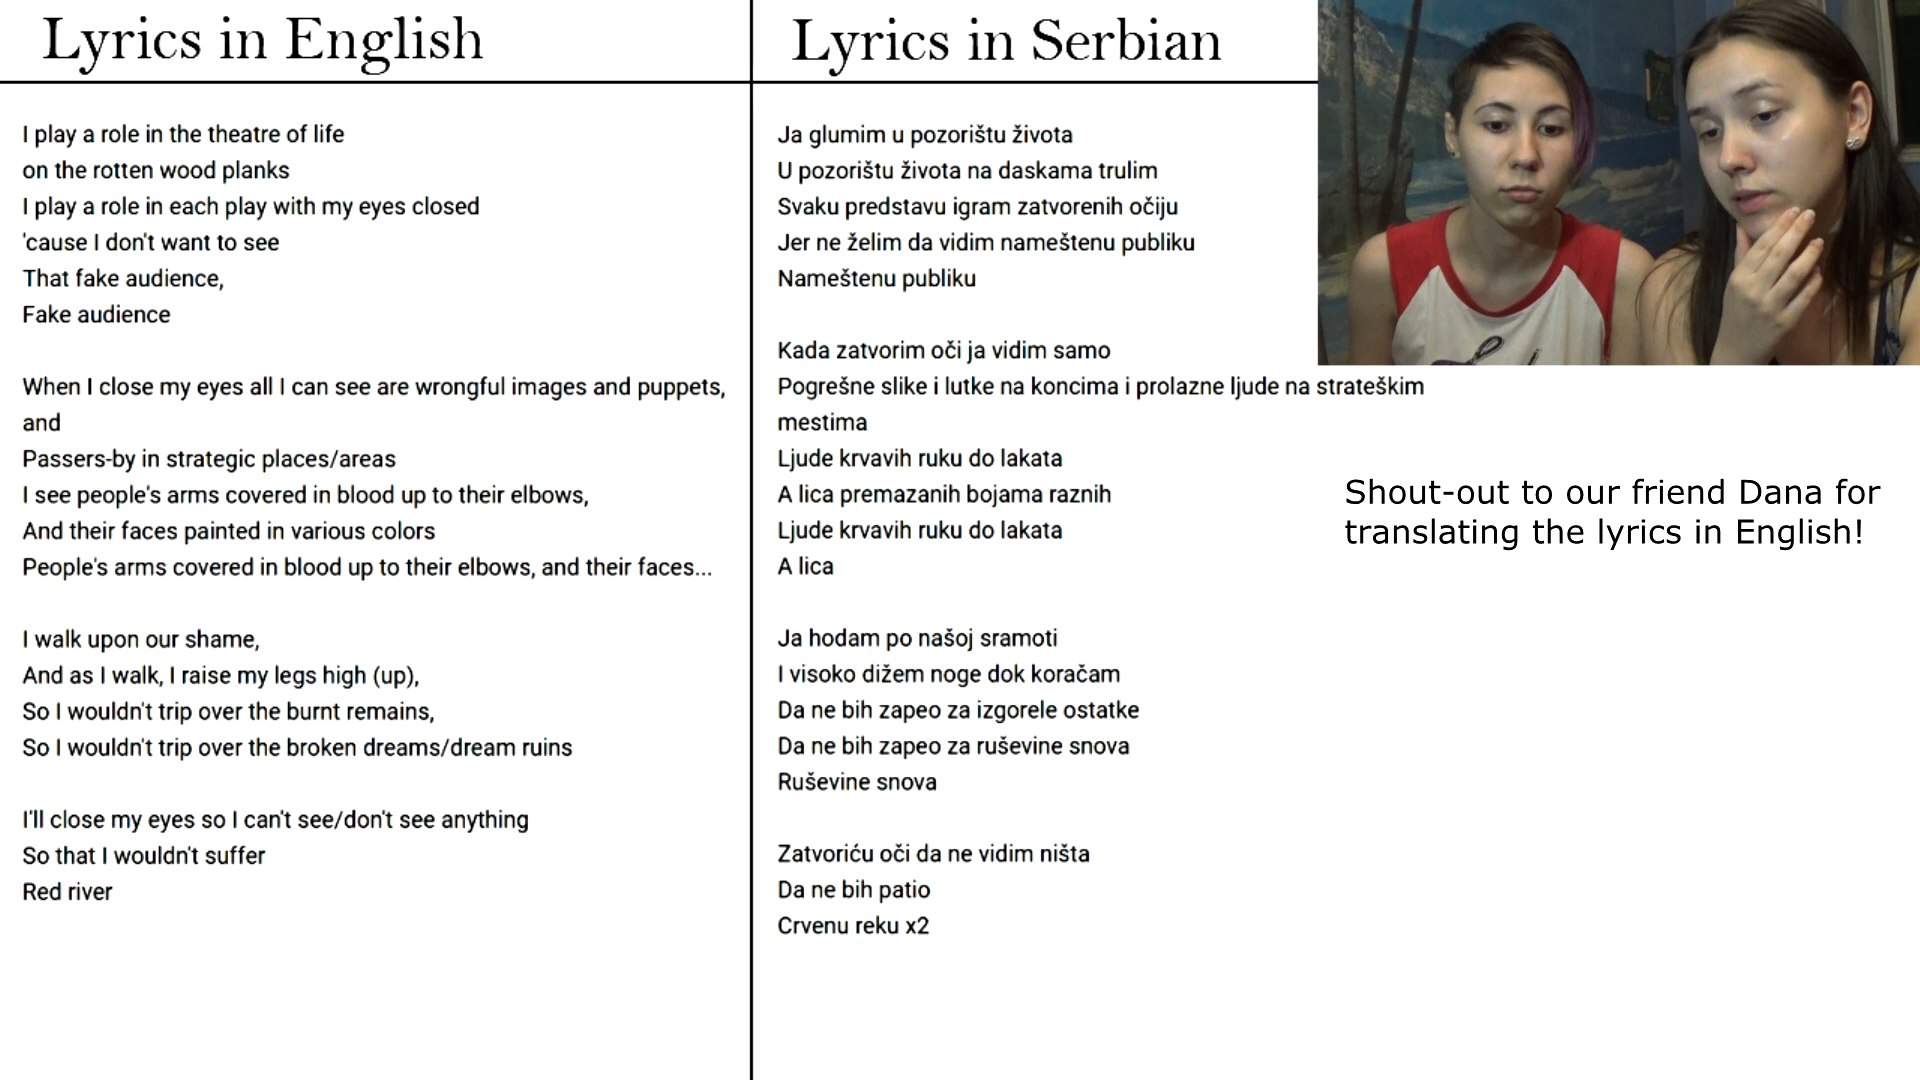 Lyrics in English
I play a role in the theatre of life
on the rotten wood planks
I play a role in each play with my eyes closed
'cause I don't want to see
That fake audience,
Fake audience
When I close my eyes all I can see are wrongful images and puppets,
and
Passers-by in strategic places/areas
I see people's arms covered in blood up to their elbows,
And their faces painted in various colors
People's arms covered in blood up to their elbows, and their faces...
I walk upon our shame,
And as I walk, I raise my legs high (up),
So I wouldn't trip over the burnt remains,
So I wouldn't trip over the broken dreams/dream ruins
I'll close my eyes so I can't see/don't see anything
So that I wouldn't suffer
Red river
Lyrics in Serbian
Ja glumim u pozorištu života
U pozorištu života na daskama trulim
Svaku predstavu igram zatvorenih očiju
Jer ne želim da vidim nameštenu publiku
Nameštenu publiku
Kada zatvorim oči ja vidim samo
Pogrešne slike i lutke na koncima i prolazne ljude na strateškim
mestima
Ljude krvavih ruku do lakata
A lica premazanih bojama raznih
Ljude krvavih ruku do lakata
A lica
Ja hodam po našoj sramoti
I visoko dižem noge dok koračam
Da ne bih zapeo za izgorele ostatke
Da ne bih zapeo za ruševine snova
Ruševine snova
Zatvoriću oči da ne vidim ništa
Da ne bih patio
Crvenu reku x2
Shout-out to our friend Dana for
translating the lyrics in English!